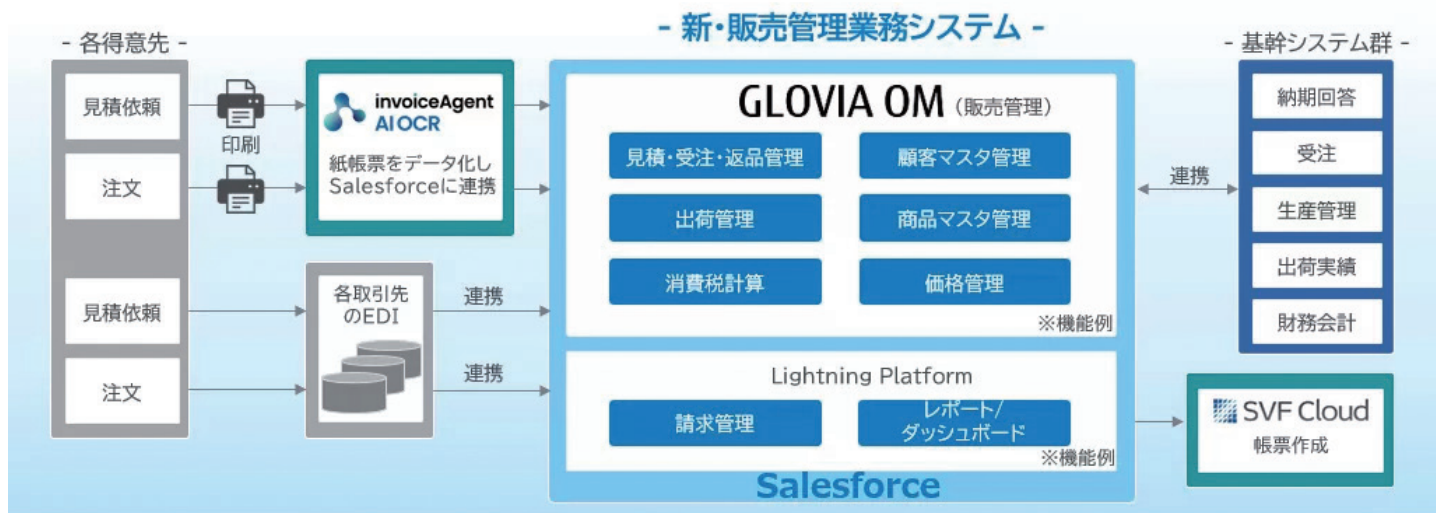 - 新・販売管理業務システム -
- 各得意先 -
見積依頼
注文
見積依頼
注文
印刷
invoiceAgent
AI OCR
紙帳票をデータ化し
Salesforceに連携
各取引先
のEDI
連携
連携
GLOVIA OM (販売管理)
見積・受注・返品管理
顧客マスタ管理
出荷管理
商品マスタ管理
消費税計算
価格管理
※機能例
Lightning Platform
請求管理
レポート/
ダッシュボード
※機能例
Salesforce
連携
- 基幹システム群 -
納期回答
受注
生産管理
出荷実績
財務会計
SVF Cloud
帳票作成